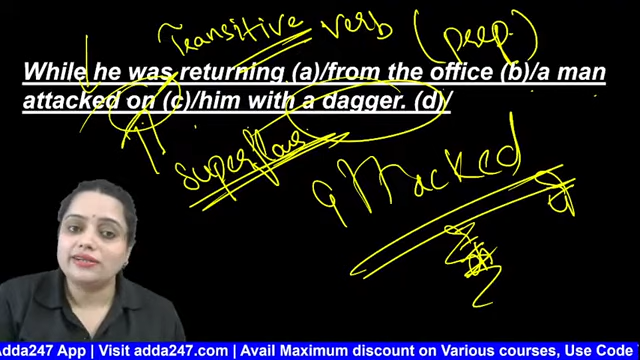 Transitive verb (prep.)
While he was returning (a)/from the office (b)/a man
attacked on (c)/him with a dagger. (d)/
superflous
attacked
Adda247 App | Visit adda247.com | Avail Maximum discount on Various courses, Use Code